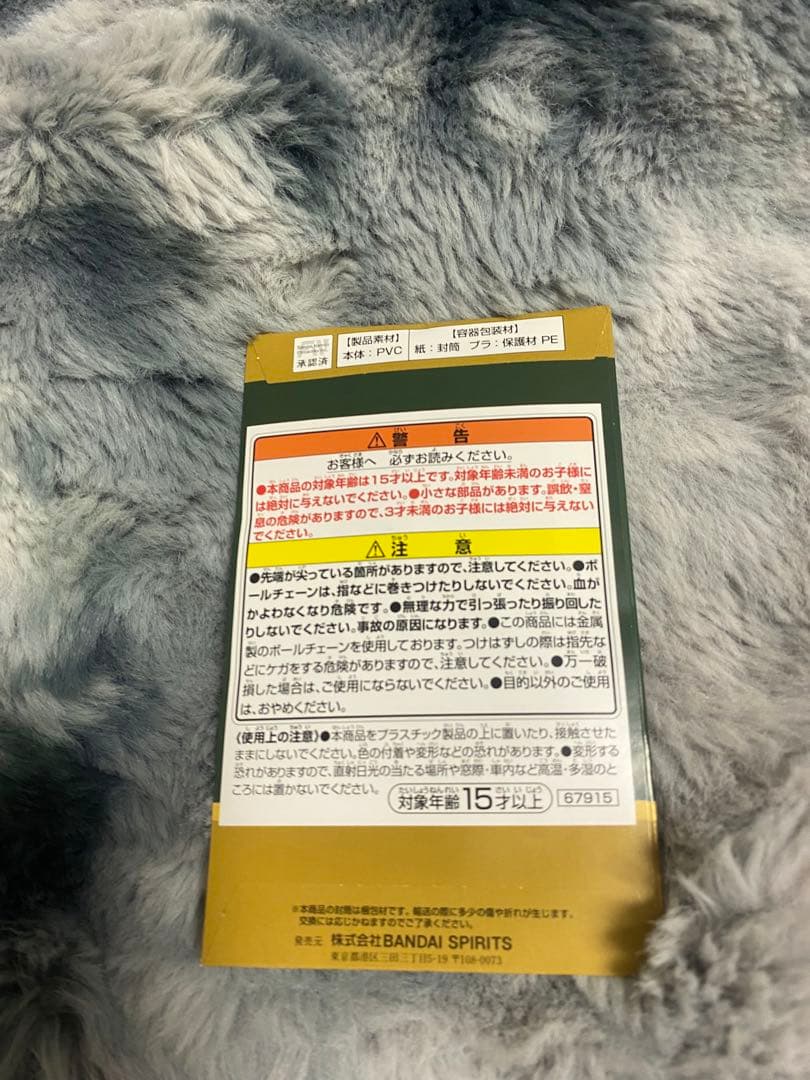 承認済
【製品素材】 【容器包装材】
本体：PVC 紙：封筒 プラ：保護材 PE
⚠警告
お客様へ 必ずお読みください。
●本商品の対象年齢は15才以上です。対象年齢未満のお子様に
は絶対に与えないでください。●小さな部品があります。誤飲・窒
息の危険がありますので、3才未満のお子様には絶対に与えない
でください。
⚠注意
●先端が尖っている箇所がありますので、注意してください。●ボ
ールチェーンは、指などに巻きつけたりしないでください。血が
かよわなくなり危険です。●無理な力で引っ張ったり振り回した
りしないでください。事故の原因になります。●この商品には金属
製のボールチェーンを使用しております。つけはずしの際は指先な
どにケガをする危険がありますので、注意してください。●万一破
損した場合は、ご使用にならないでください。●目的以外のご使用
は、おやめください。
《使用上の注意》●本商品をプラスチック製品の上に置いたり、接触させた
ままにしないでください。色の付着や変形などの恐れがあります。●変形する
恐れがありますので、直射日光の当たる場所や窓際・車内など高温・多湿のと
ころには置かないでください。
対象年齢 15才以上 67915
※本商品の封筒は梱包材です。輸送の際に多少の傷や折れが生じます。
交換には応じかねますのでご了承ください。
発売元 株式会社BANDAI SPIRITS
東京都港区三田三丁目5-19 〒108-0073